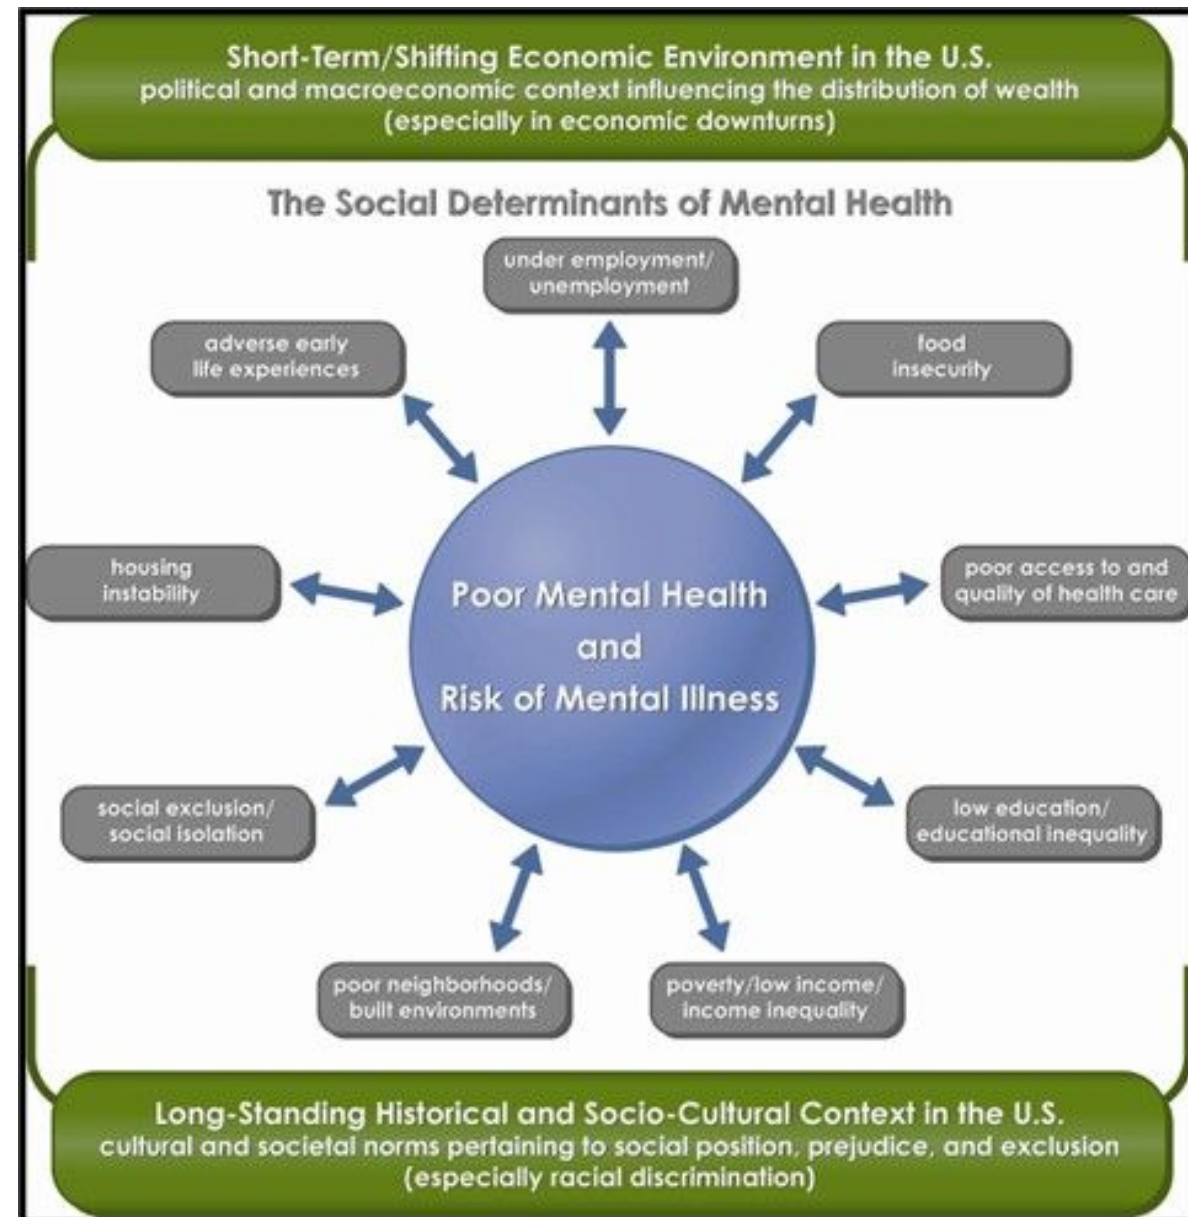 Short-Term/Shifting Economic Environment in the U.S.
political and macroeconomic context influencing the distribution of wealth
(especially in economic downturns)
The Social Determinants of Mental Health
under employment/
unemployment
adverse early
life experiences
food
insecurity
housing
instability
poor access to and
quality of health care
Poor Mental Health
and
Risk of Mental Illness
social exclusion/
social isolation
low education/
educational inequality
poor neighborhoods/
built environments
poverty/low income/
income inequality
Long-Standing Historical and Socio-Cultural Context in the U.S.
cultural and societal norms pertaining to social position, prejudice, and exclusion
(especially racial discrimination)